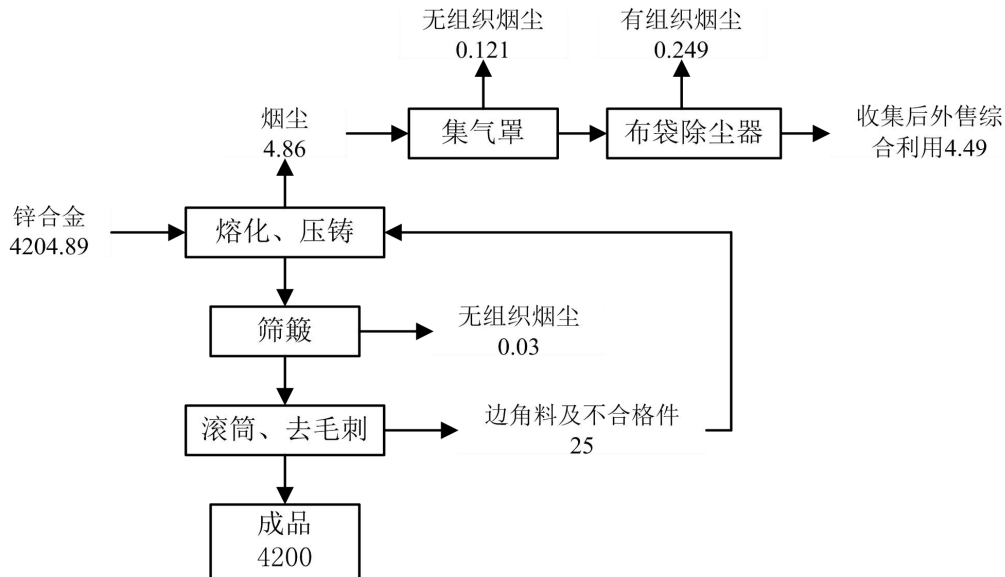 无组织烟尘
0.121
有组织烟尘
0.249
烟尘
4.86
集气罩
布袋除尘器
收集后外售综
合利用4.49
锌合金
4204.89
熔化、压铸
筛簸
无组织烟尘
0.03
滚筒、去毛刺
边角料及不合格件
25
成品
4200